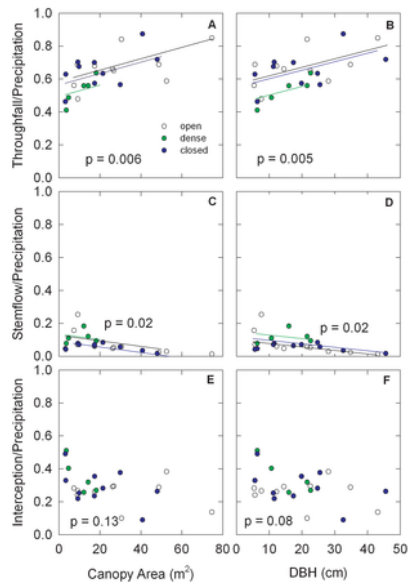 A
B
Throughfall/Precipitation
1.0
0.8
0.6
0.4
0.2
0.0
open
dense
closed
p = 0.006
p = 0.005
C
D
Stemflow/Precipitation
1.0
0.8
0.6
0.4
0.2
0.0
p = 0.02
p = 0.02
E
F
Interception/Precipitation
1.0
0.8
0.6
0.4
0.2
0.0
p = 0.13
p = 0.08
0 20 40 60 80
0 10 20 30 40 50
Canopy Area (m²)
DBH (cm)